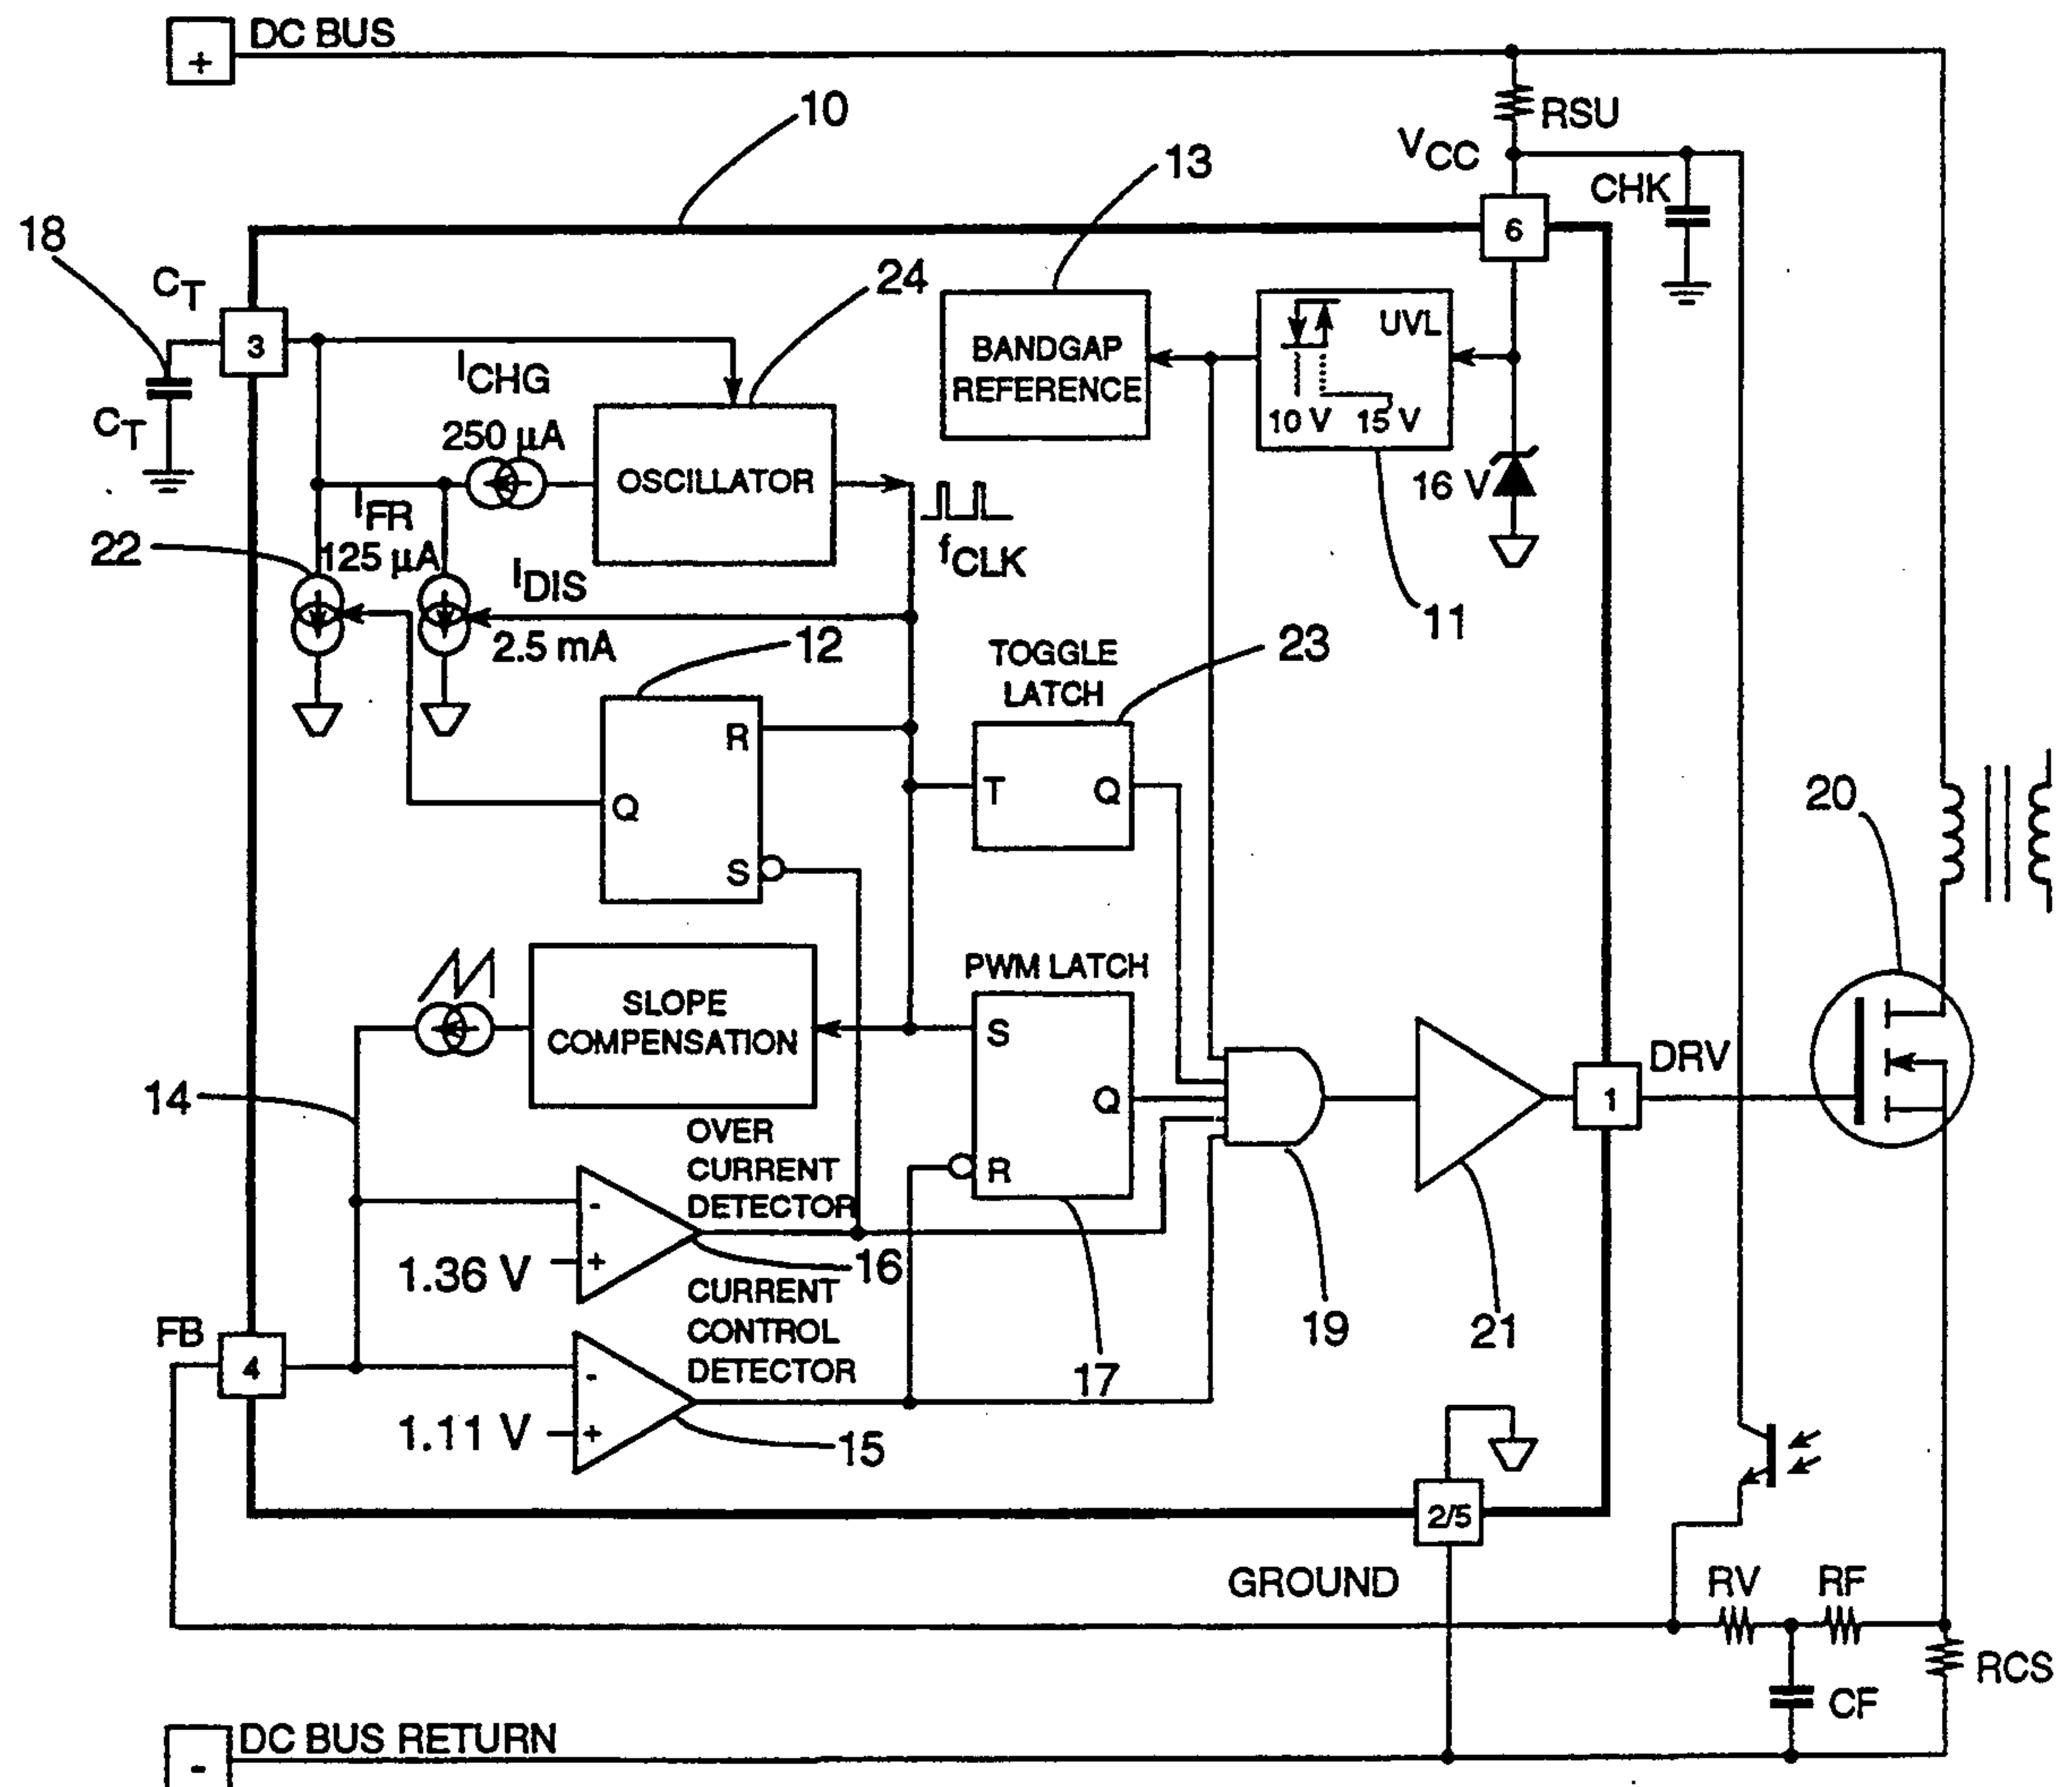 DC BUS
+
RSU
VCC
CHK
10
13
6
18
CT
24
3
BANDGAP
REFERENCE
UVL
10 V 15 V
ICHG
250 µA
CT
OSCILLATOR
16 V
IFR
fCLK
22
125 µA
IDIS
2.5 mA
11
12
TOGGLE
LATCH
23
R
Q
S
T Q
20
PWM LATCH
SLOPE
COMPENSATION
S
Q
R
DRV
1
14
OVER
CURRENT
DETECTOR
-
+
1.36 V
16
CURRENT
CONTROL
DETECTOR
19
21
FB
4
17
-
+
1.11 V
15
2/5
GROUND
RV
RF
RCS
CF
DC BUS RETURN
-